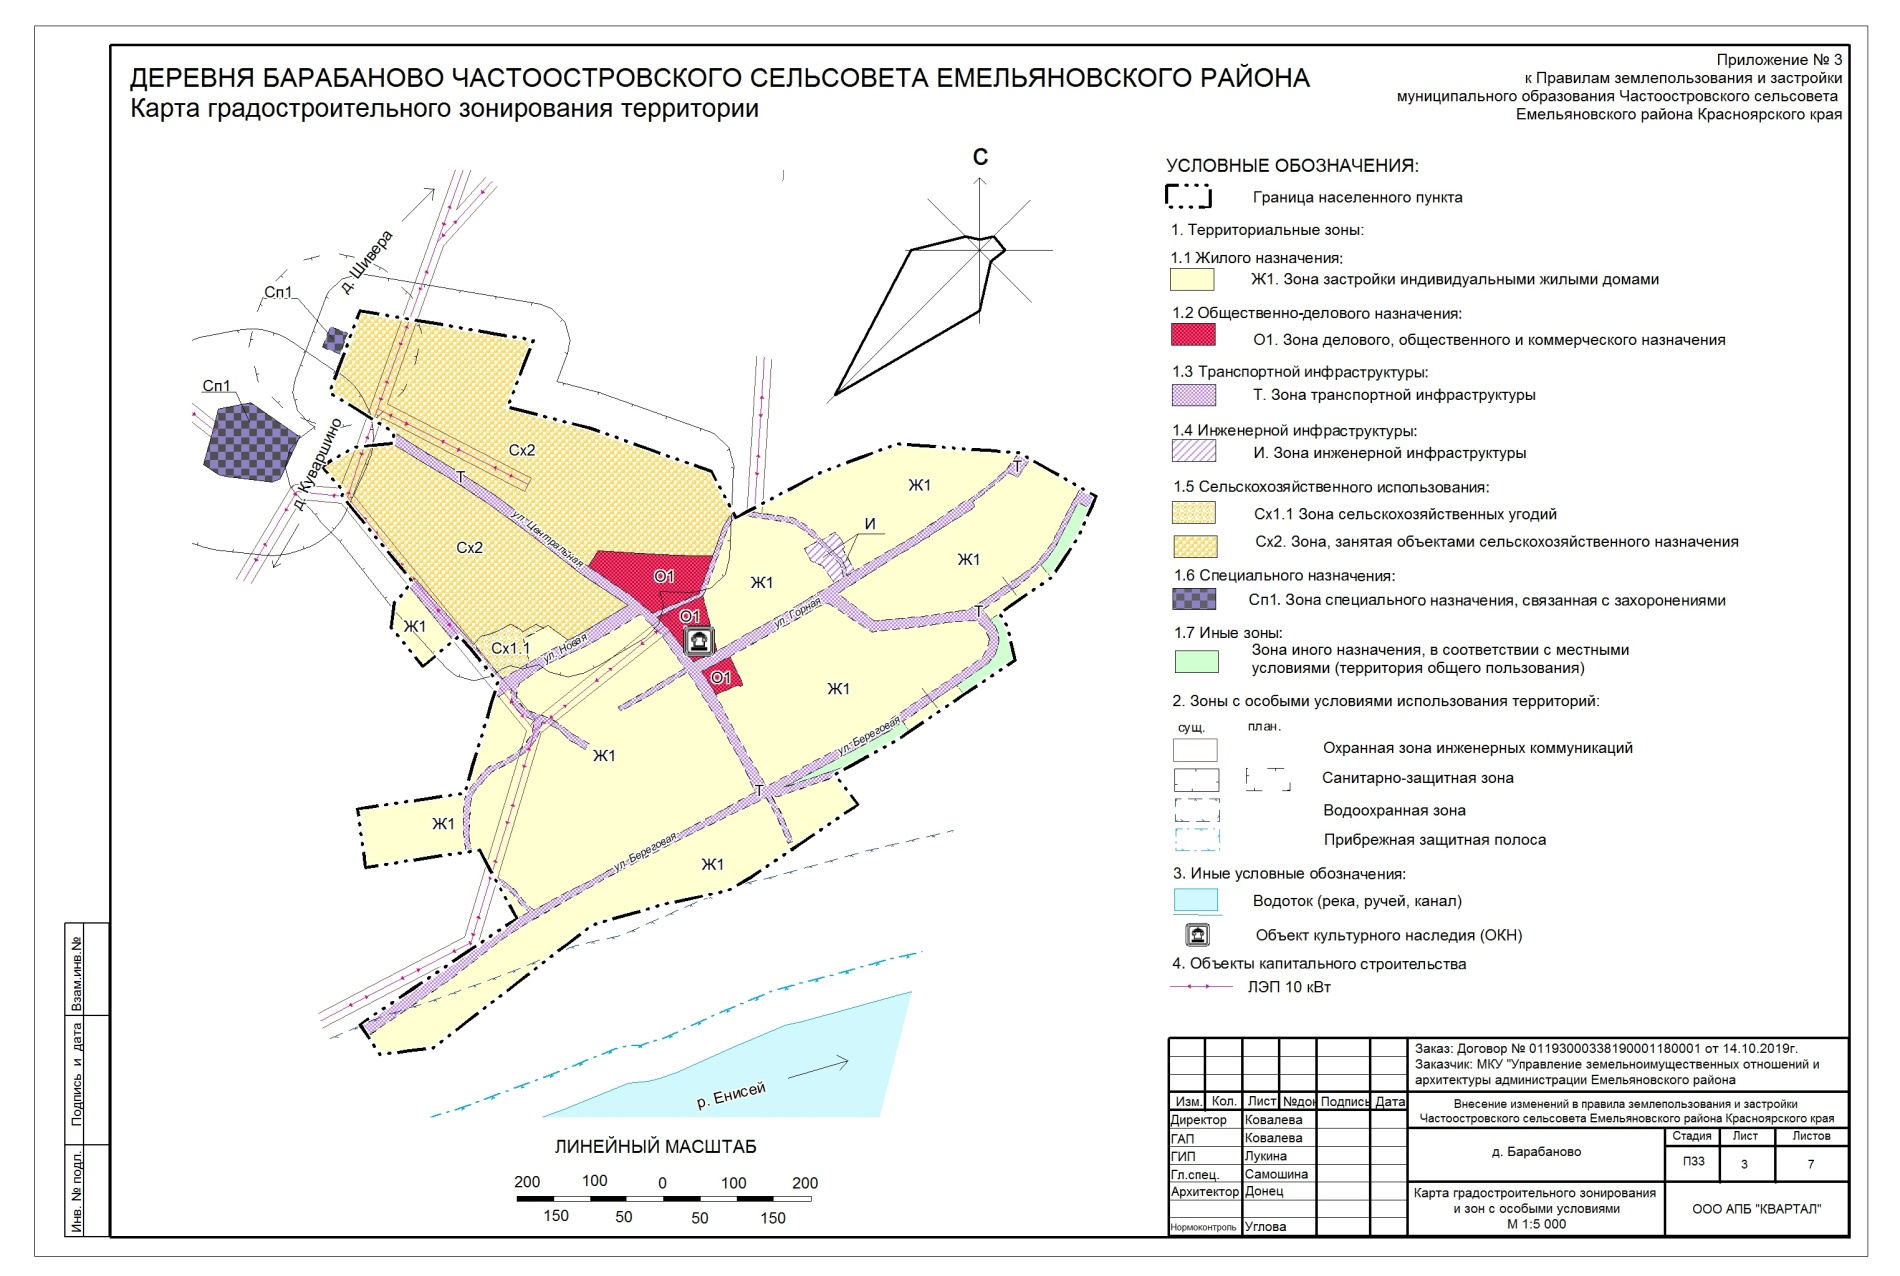 Приложение № 3
к Правилам землепользования и застройки
муниципального образования Частоостровского сельсовета
Емельяновского района Красноярского края
ДЕРЕВНЯ БАРАБАНОВО ЧАСТООСТРОВСКОГО СЕЛЬСОВЕТА ЕМЕЛЬЯНОВСКОГО РАЙОНА
Карта градостроительного зонирования территории
С
д. Шивера
Сп1
Сп1
д. Куваршино
Сх2
Т
ул. Центральная
Сх2
Ж1
Т
И
Ж1
О1
Ж1
Ж1
О1
ул. Горная
Т
Сх1.1
ул. Новая
О1
Ж1
Ж1
ул. Береговая
Ж1
Т
Ж1
ул. Береговая
Ж1
р. Енисей
ЛИНЕЙНЫЙ МАСШТАБ
200 100 0 100 200
150 50 50 150
УСЛОВНЫЕ ОБОЗНАЧЕНИЯ:
Граница населенного пункта
1. Территориальные зоны:
1.1 Жилого назначения:
Ж1. Зона застройки индивидуальными жилыми домами
1.2 Общественно-делового назначения:
О1. Зона делового, общественного и коммерческого назначения
1.3 Транспортной инфраструктуры:
Т. Зона транспортной инфраструктуры
1.4 Инженерной инфраструктуры:
И. Зона инженерной инфраструктуры
1.5 Сельскохозяйственного использования:
Сх1.1 Зона сельскохозяйственных угодий
Сх2. Зона, занятая объектами сельскохозяйственного назначения
1.6 Специального назначения:
Сп1. Зона специального назначения, связанная с захоронениями
1.7 Иные зоны:
Зона иного назначения, в соответствии с местными
условиями (территория общего пользования)
2. Зоны с особыми условиями использования территорий:
сущ. план.
Охранная зона инженерных коммуникаций
Санитарно-защитная зона
Водоохранная зона
Прибрежная защитная полоса
3. Иные условные обозначения:
Водоток (река, ручей, канал)
Объект культурного наследия (ОКН)
4. Объекты капитального строительства
ЛЭП 10 кВт
Взам.инв.№
Подпись и дата
Инв. № подл.
Заказ: Договор № 01193000338190001180001 от 14.10.2019г.
Заказчик: МКУ "Управление земельноимущественных отношений и
архитектуры администрации Емельяновского района
Изм. Кол. Лист №док Подпись Дата
Внесение изменений в правила землепользования и застройки
Частоостровского сельсовета Емельяновского района Красноярского края
Директор Ковалева
ГАП Ковалева
ГИП Лукина
Гл.спец. Самошина
Архитектор Донец
Нормоконтроль Углова
д. Барабаново
Стадия Лист Листов
ПЗЗ 3 7
Карта градостроительного зонирования
и зон с особыми условиями
М 1:5 000
ООО АПБ "КВАРТАЛ"